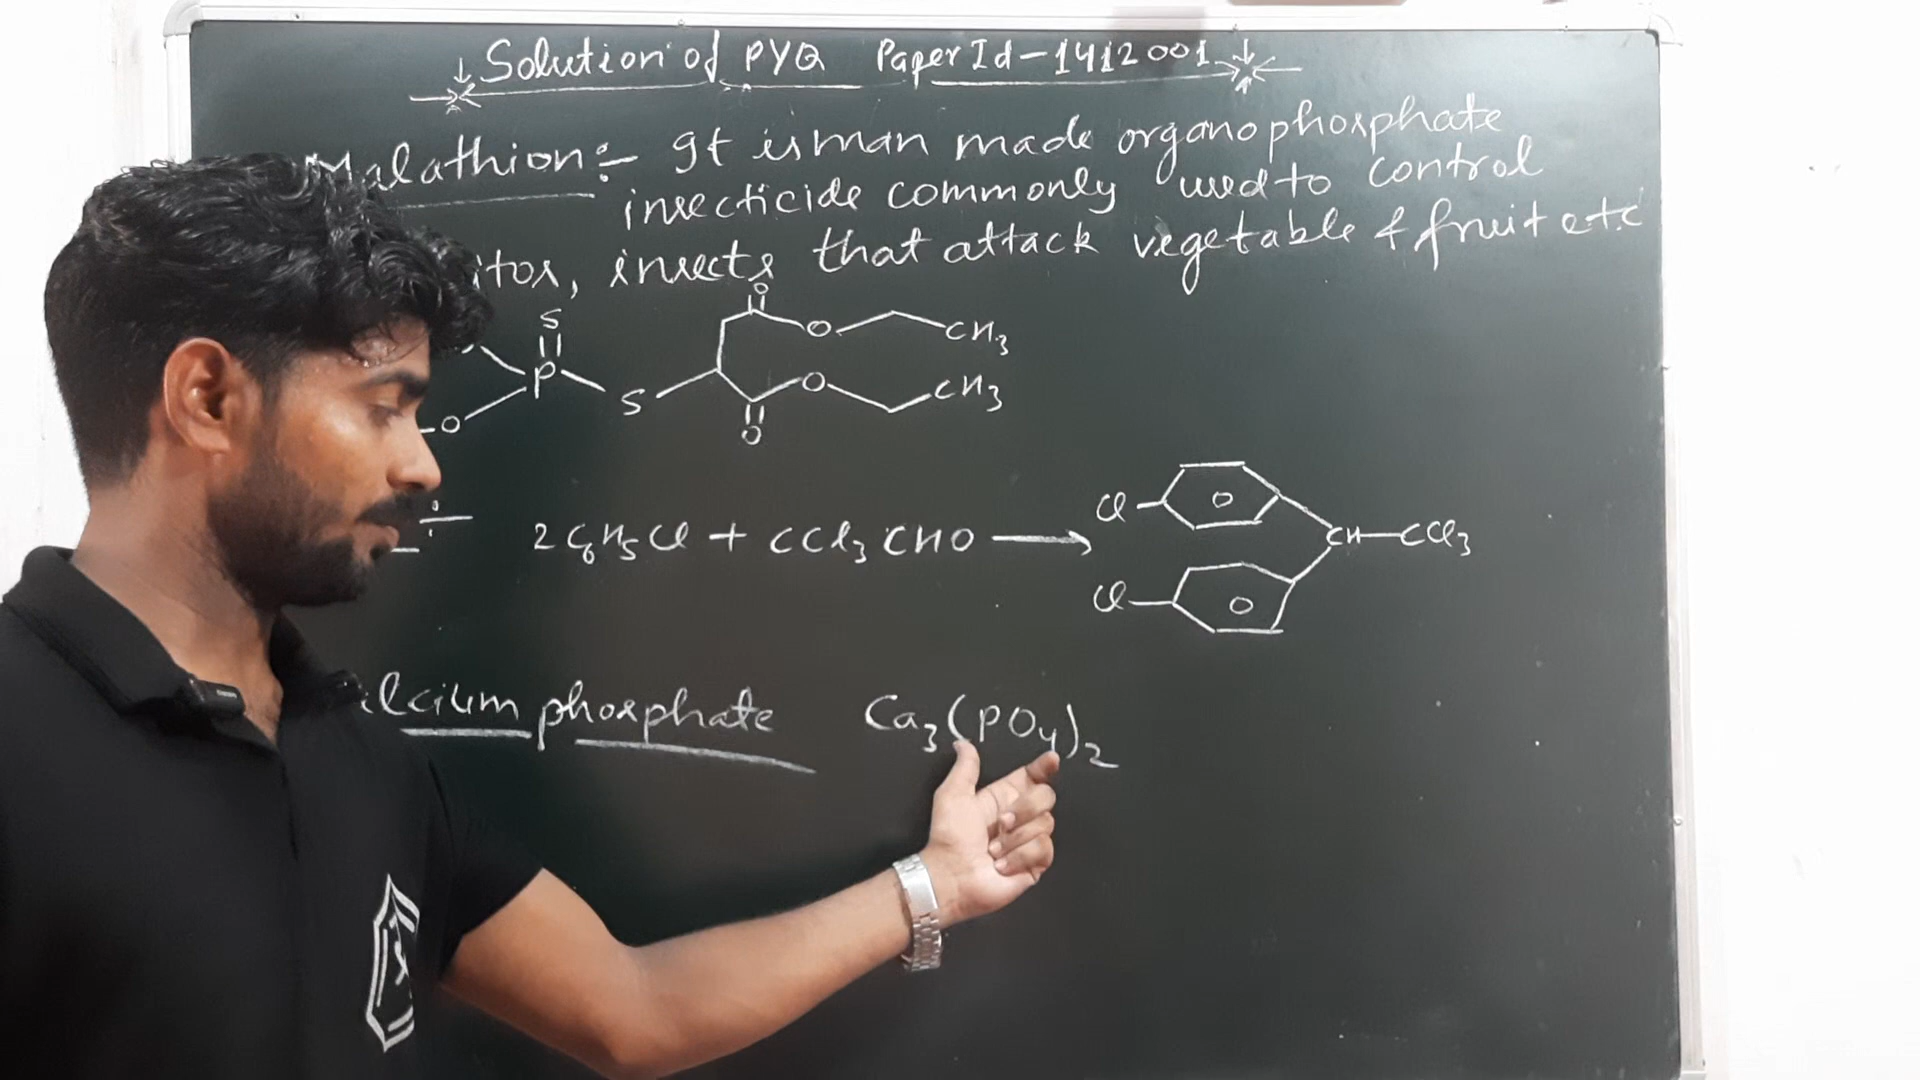 Solution of PYQ Paper Id-1412001
Malathion:- It is man made organophosphate
insecticide commonly used to control
itos, insects that attack vegetable & fruit etc
S
O
O CH3
P
S
O CH3
O
O
Cl
2C6H5Cl + CCl3CHO ⟶ CH-CCl3
Cl
lcium phosphate Ca3(PO4)2